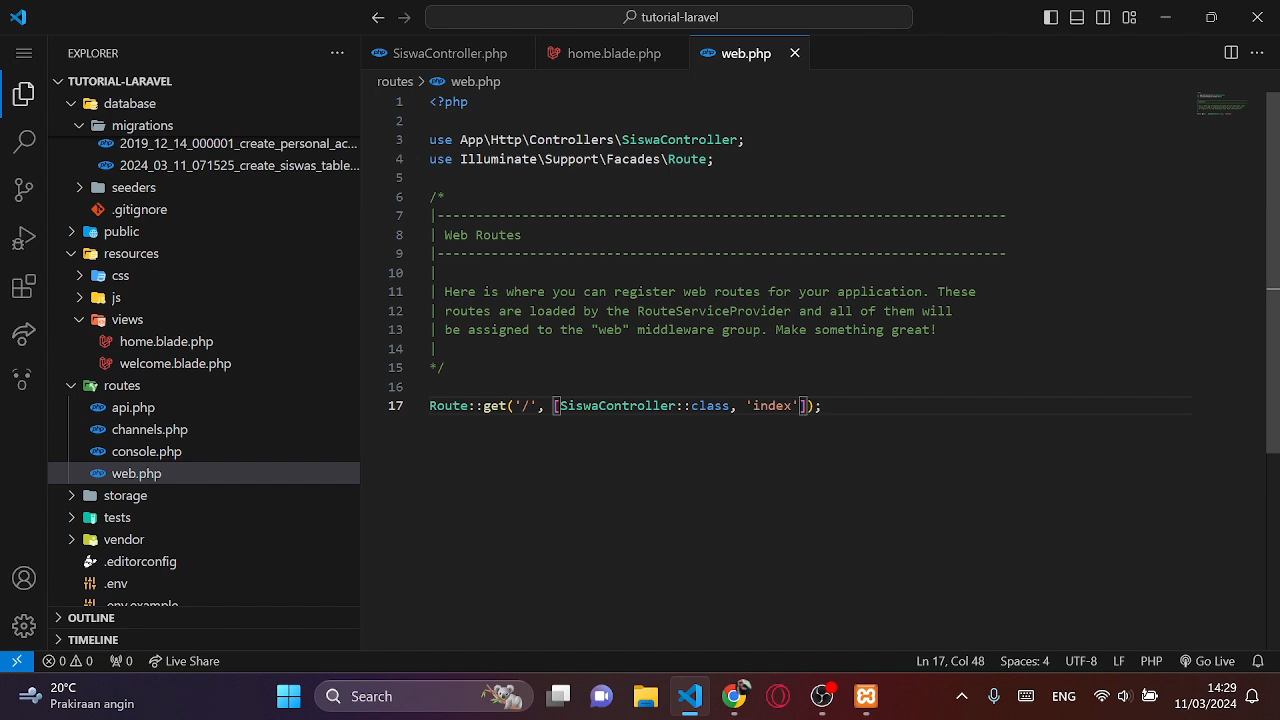 tutorial-laravel
EXPLORER
TUTORIAL-LARAVEL
database
migrations
2019_12_14_000001_create_personal_ac...
2024_03_11_071525_create_siswas_table...
seeders
.gitignore
public
resources
css
js
views
home.blade.php
welcome.blade.php
routes
api.php
channels.php
console.php
web.php
storage
tests
vendor
.editorconfig
.env
.env.example
OUTLINE
TIMELINE
SiswaController.php
home.blade.php
web.php
routes > web.php
1 <?php
2
3 use App\Http\Controllers\SiswaController;
4 use Illuminate\Support\Facades\Route;
5
6 /*
7 |--------------------------------------------------------------------------
8 | Web Routes
9 |--------------------------------------------------------------------------
10 |
11 | Here is where you can register web routes for your application. These
12 | routes are loaded by the RouteServiceProvider and all of them will
13 | be assigned to the "web" middleware group. Make something great!
14 |
15 */
16
17 Route::get('/', [SiswaController::class, 'index']);
0 0 0 Live Share
Ln 17, Col 48 Spaces: 4 UTF-8 LF PHP Go Live
20°C
Prakiraan angin
Search
ENG
14:29
11/03/2024